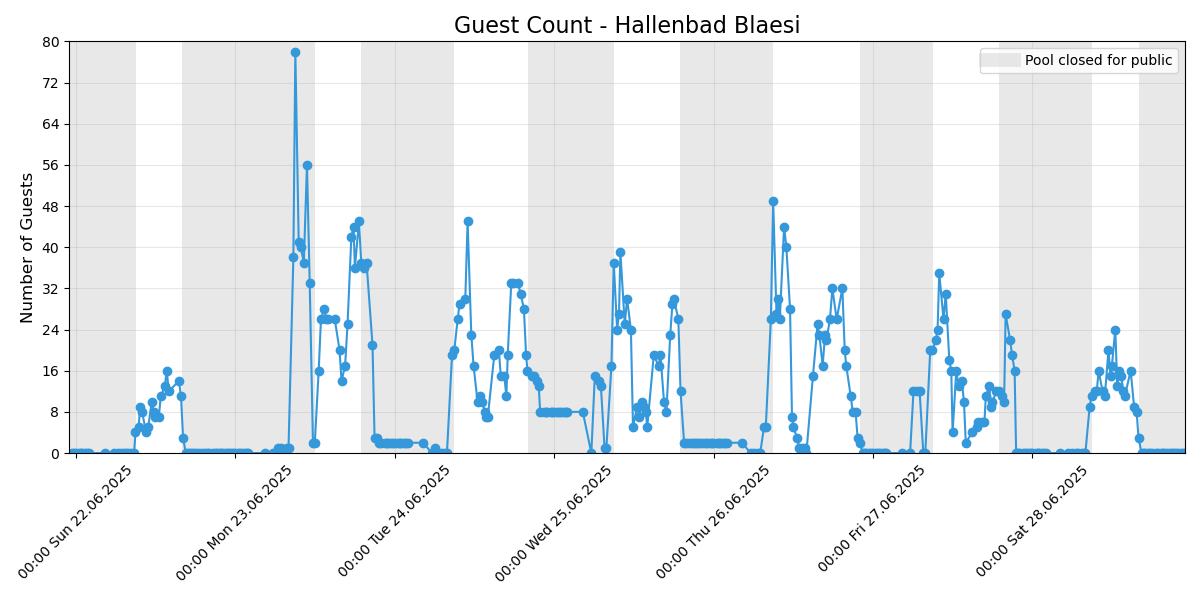 Guest Count - Hallenbad Blaesi
Pool closed for public
Number of Guests
80
72
64
56
48
40
32
24
16
8
0
00:00 Sun 22.06.2025
00:00 Mon 23.06.2025
00:00 Tue 24.06.2025
00:00 Wed 25.06.2025
00:00 Thu 26.06.2025
00:00 Fri 27.06.2025
00:00 Sat 28.06.2025